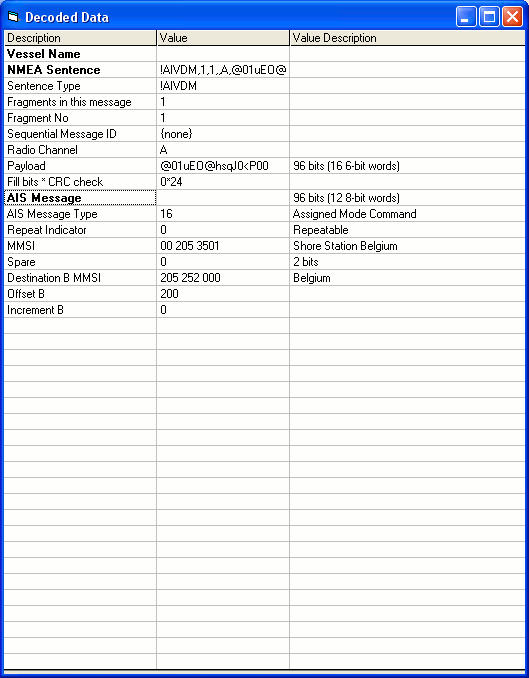 Decoded Data
Description Value Value Description
Vessel Name
NMEA Sentence !AIVDM,1,1,,A,@01uEO@
Sentence Type !AIVDM
Fragments in this message 1
Fragment No 1
Sequential Message ID {none}
Radio Channel A
Payload @01uEO@hsqJ0<P00 96 bits (16 6-bit words)
Fill bits * CRC check 0*24
AIS Message 96 bits (12 8-bit words)
AIS Message Type 16 Assigned Mode Command
Repeat Indicator 0 Repeatable
MMSI 00 205 3501 Shore Station Belgium
Spare 0 2 bits
Destination B MMSI 205 252 000 Belgium
Offset B 200
Increment B 0